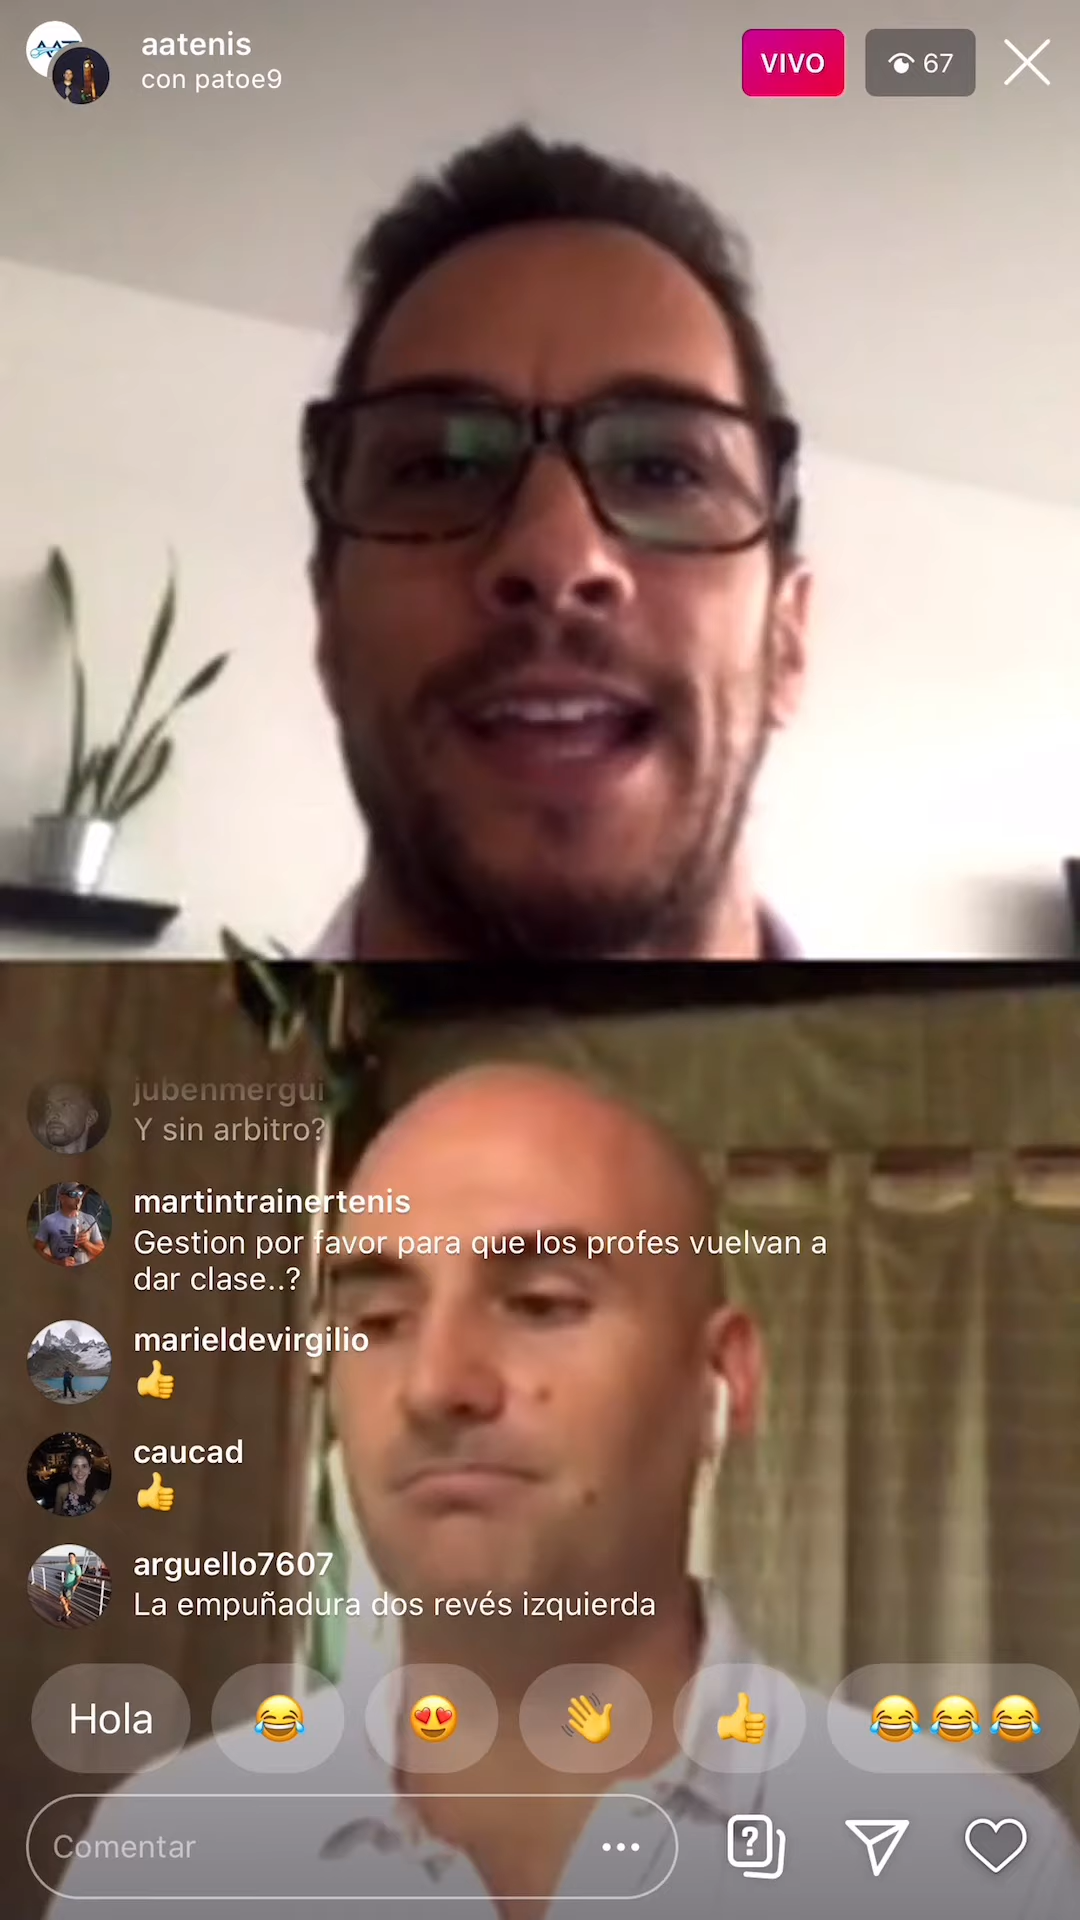 AAT
aatenis
con patoe9
VIVO
67
jubenmergui
Y sin arbitro?
martintrainertenis
Gestion por favor para que los profes vuelvan a
dar clase..?
marieldevirgilio
👍
caucad
👍
arguello7607
La empuñadura dos revés izquierda
Hola
😂
😍
👋
👍
😂😂😂
Comentar